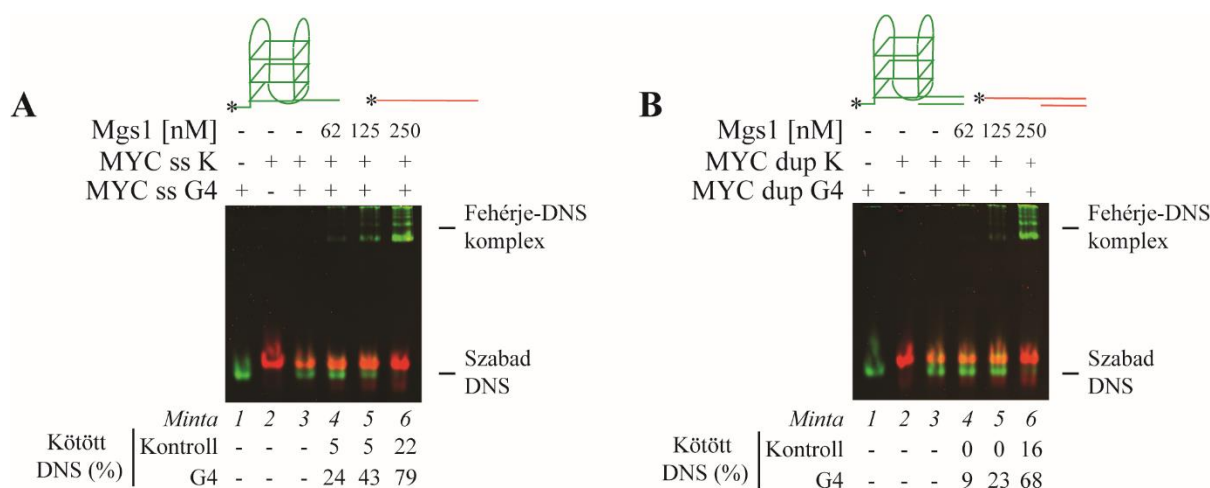 A
* *
Mgs1 [nM] - - - 62 125 250
MYC ss K - + + + + +
MYC ss G4 + - + + + +
Fehérje-DNS
komplex
Szabad
DNS
Minta 1 2 3 4 5 6
Kötött
DNS (%)
Kontroll - - - 5 5 22
G4 - - - 24 43 79
B
* *
Mgs1 [nM] - - - 62 125 250
MYC dup K - + + + + +
MYC dup G4 + - + + + +
Fehérje-DNS
komplex
Szabad
DNS
Minta 1 2 3 4 5 6
Kötött
DNS (%)
Kontroll - - - 0 0 16
G4 - - - 9 23 68